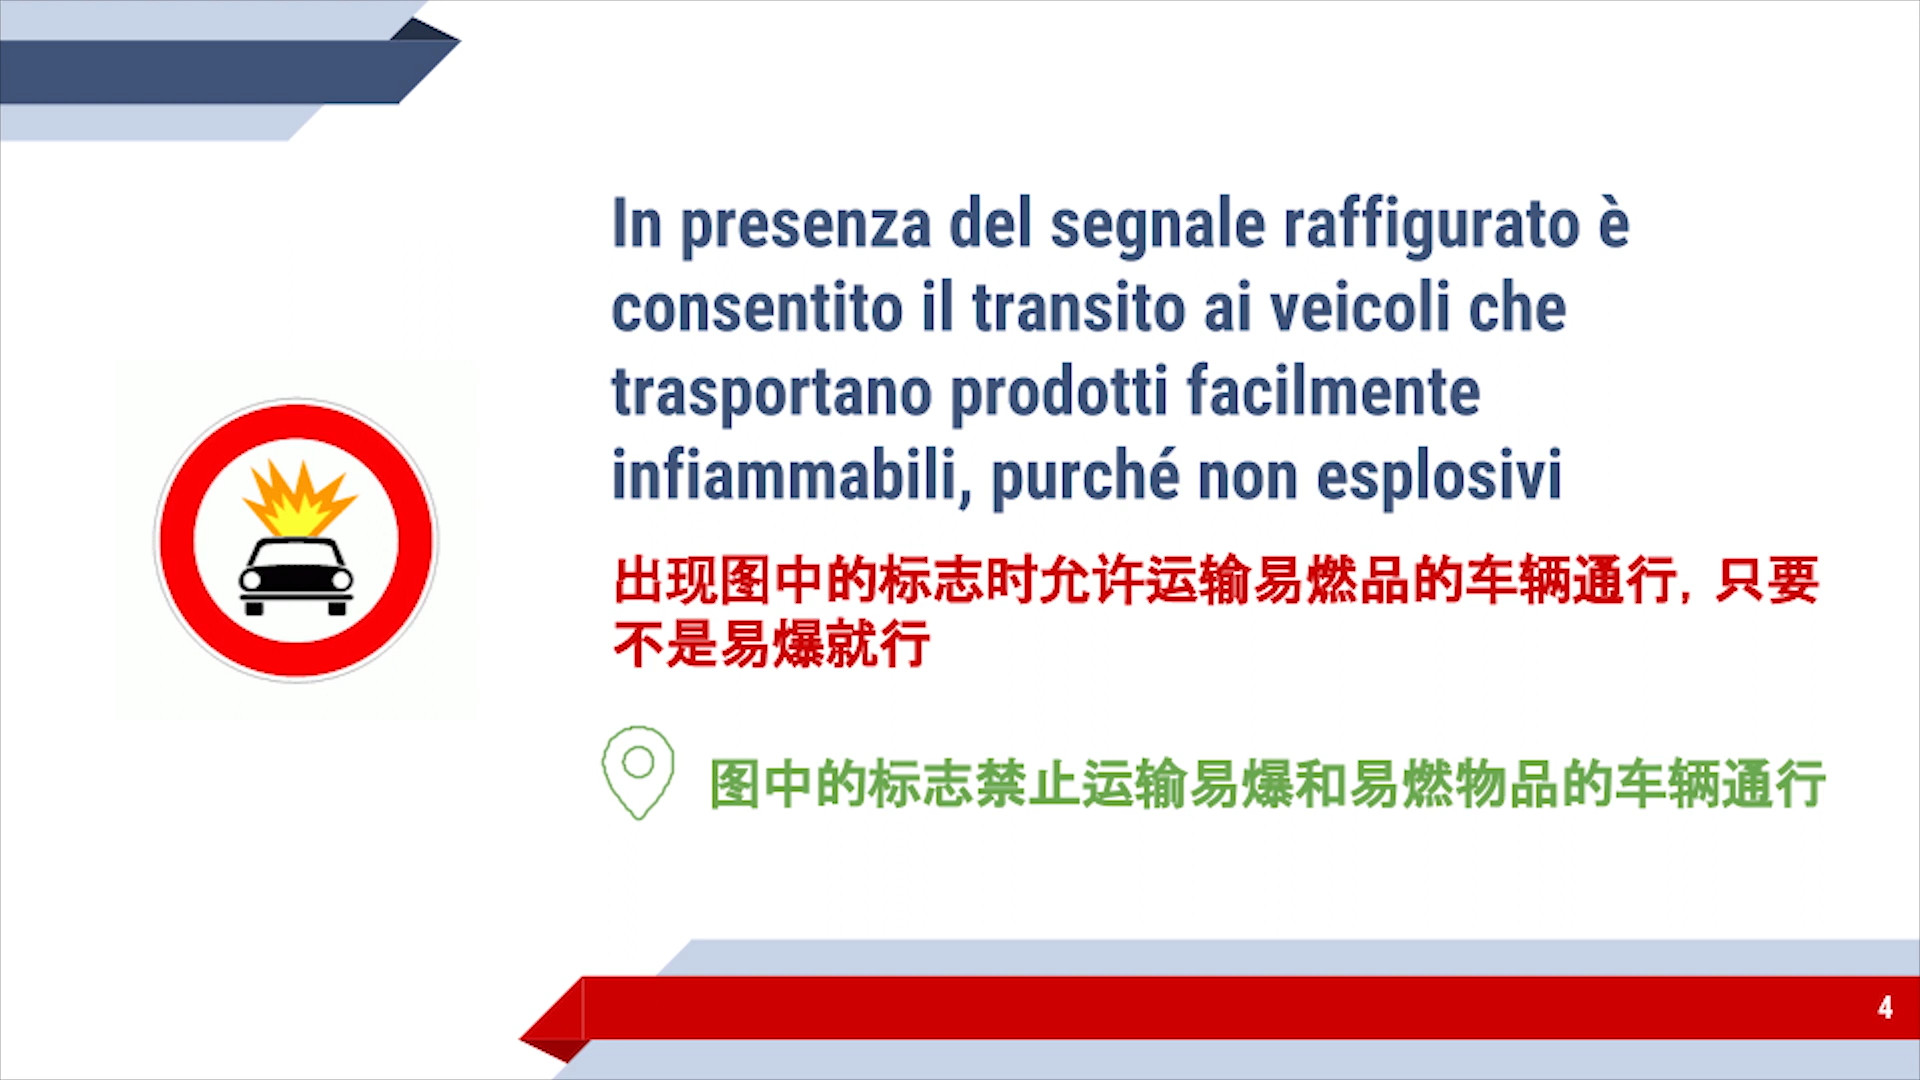 In presenza del segnale raffigurato è
consentito il transito ai veicoli che
trasportano prodotti facilmente
infiammabili, purché non esplosivi
出现图中的标志时允许运输易燃品的车辆通行, 只要
不是易爆就行
图中的标志禁止运输易爆和易燃物品的车辆通行
4